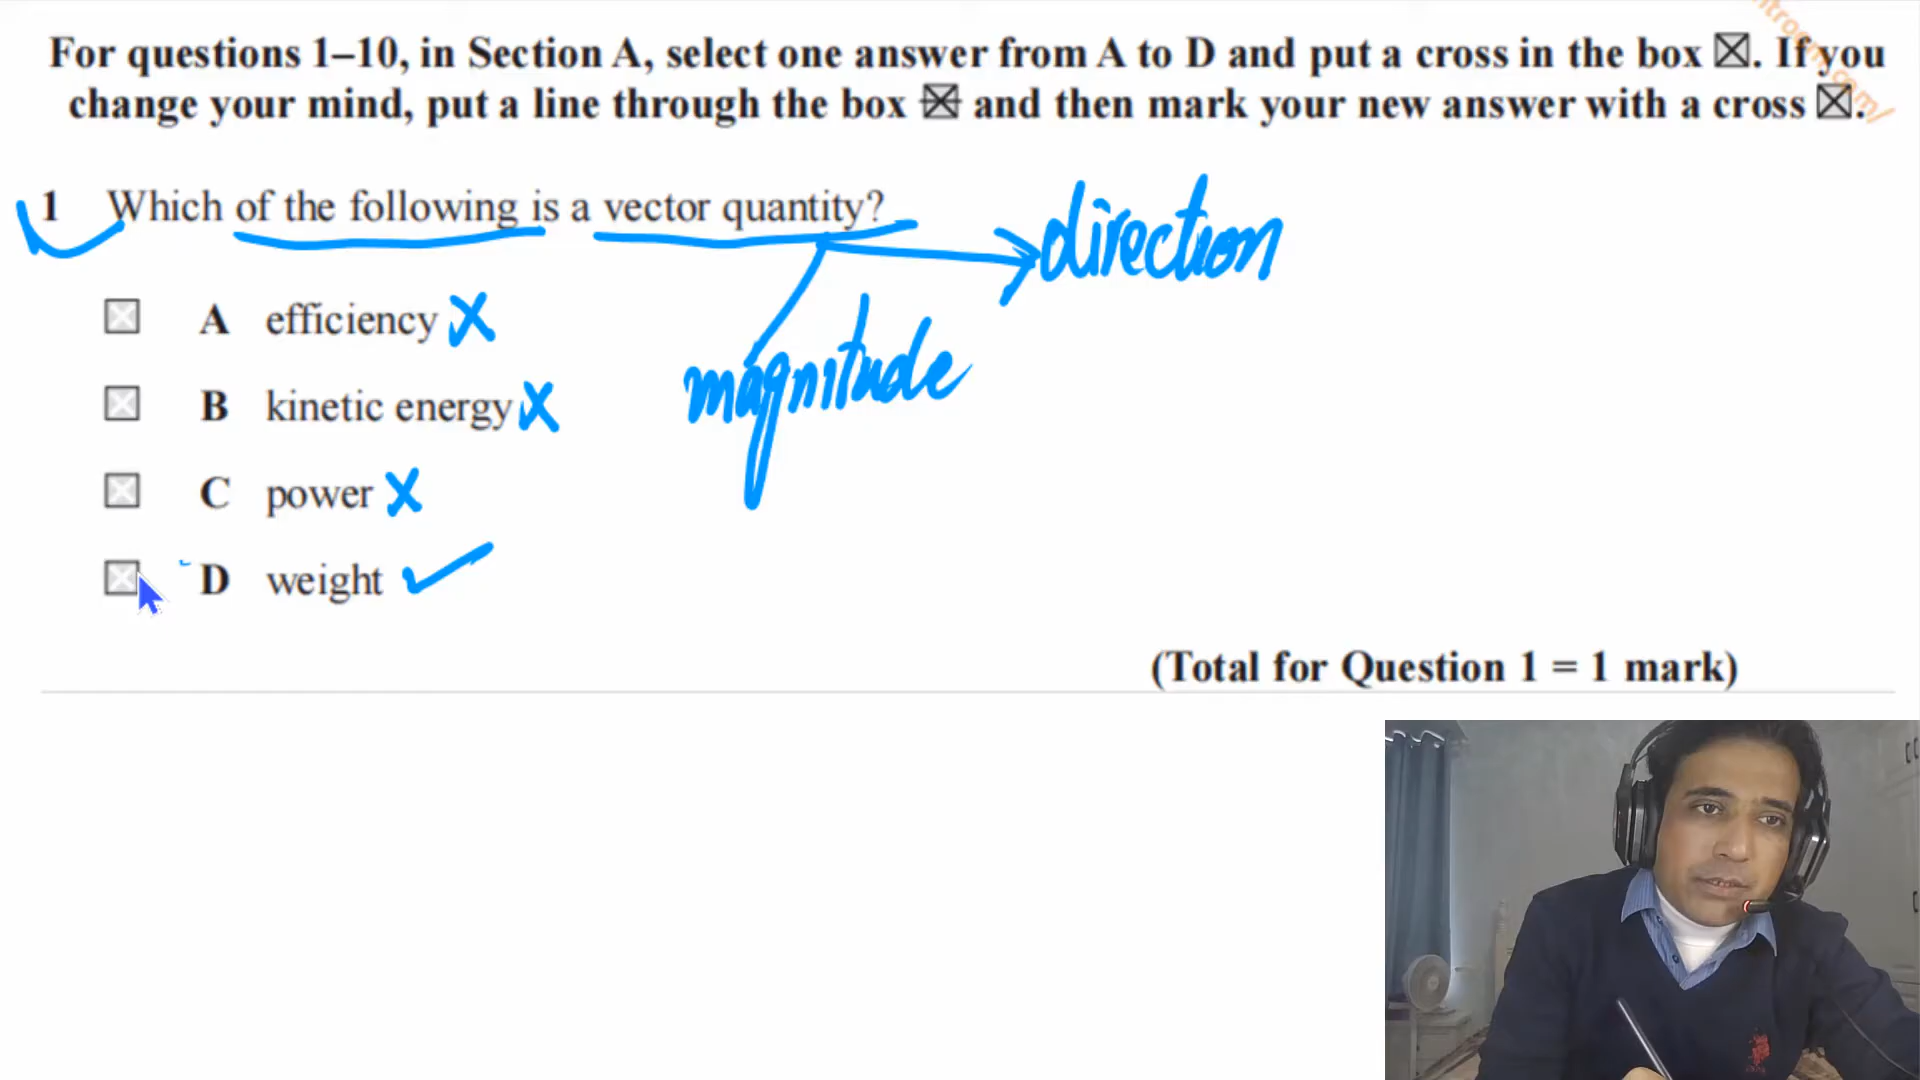 For questions 1–10, in Section A, select one answer from A to D and put a cross in the box ☒. If you
change your mind, put a line through the box ☒ and then mark your new answer with a cross ☒.
1 Which of the following is a vector quantity?
direction
magnitude
A efficiency
B kinetic energy
C power
D weight
(Total for Question 1 = 1 mark)